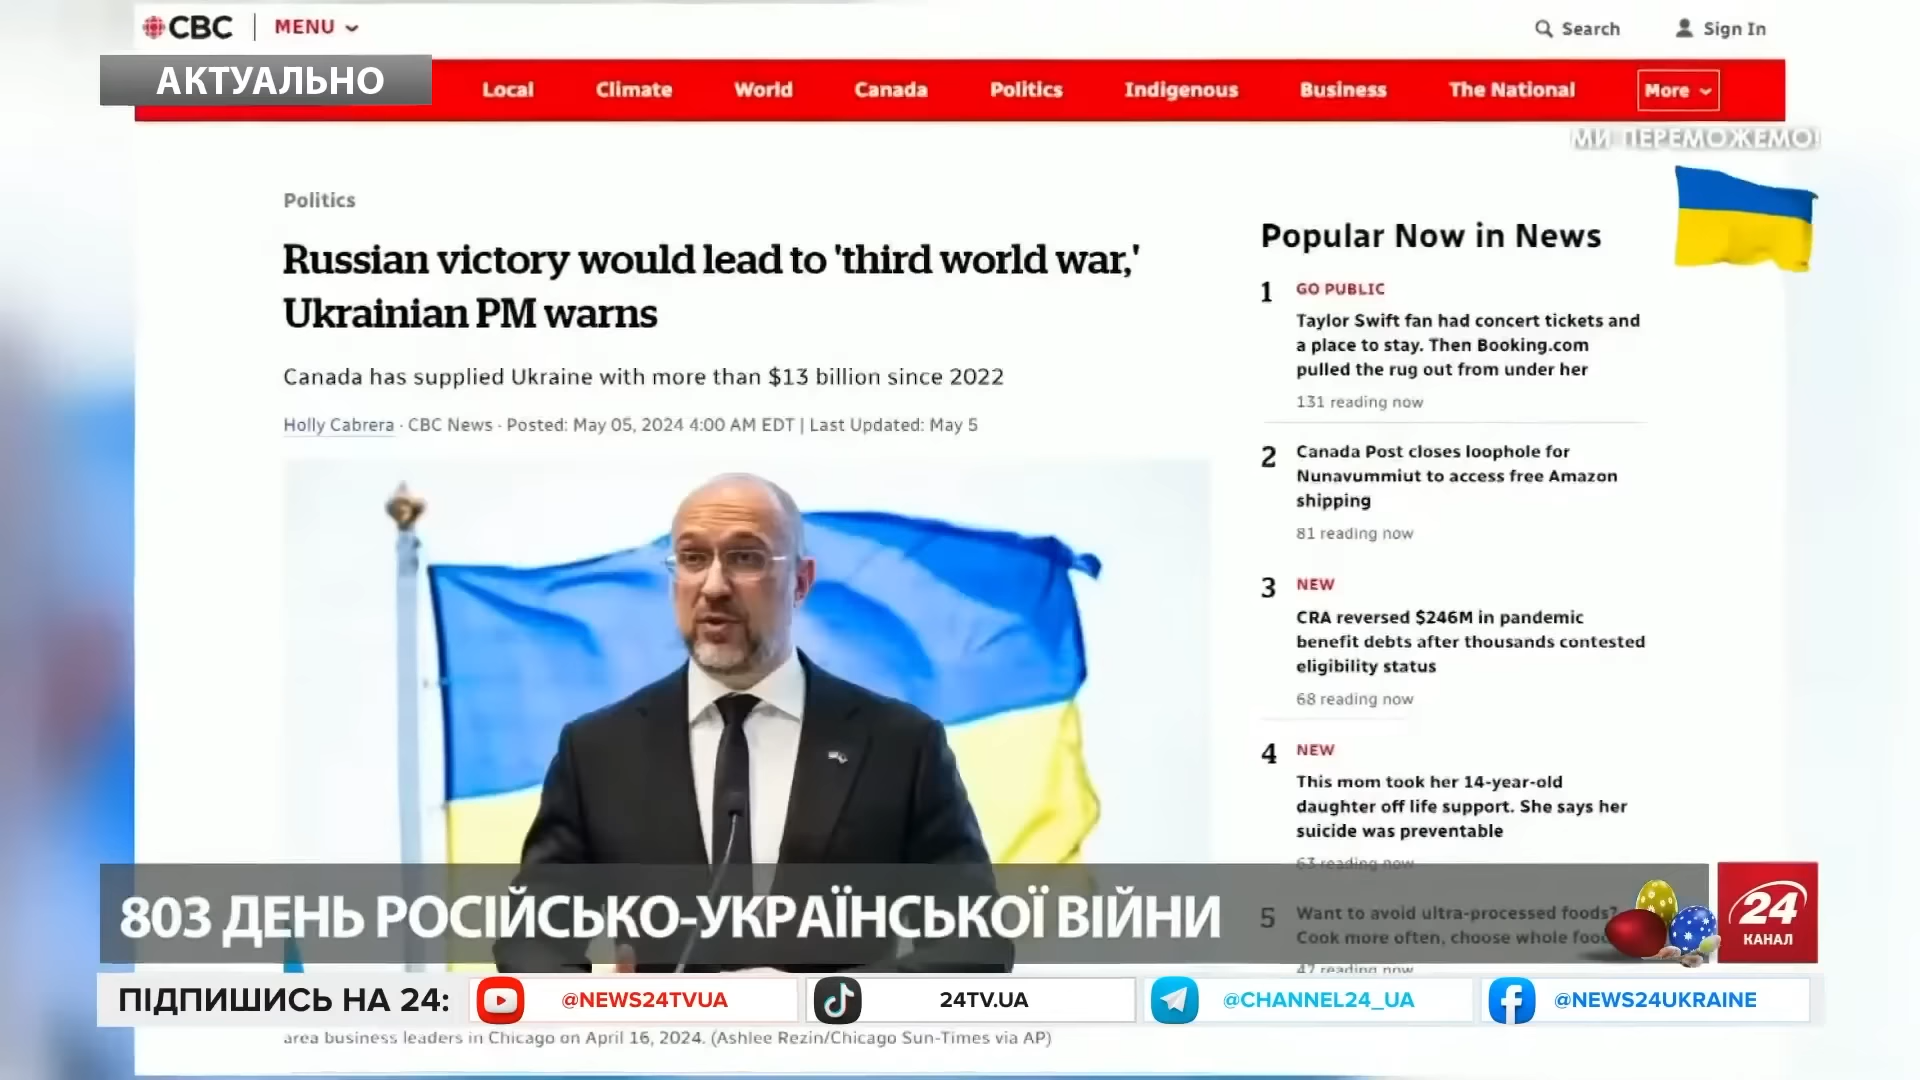 CBC
MENU
Search
Sign In
АКТУАЛЬНО
Local
Climate
World
Canada
Politics
Indigenous
Business
The National
More
МИ ПЕРЕМОЖЕМО!
Politics
Russian victory would lead to 'third world war,'
Ukrainian PM warns
Canada has supplied Ukraine with more than $13 billion since 2022
Holly Cabrera · CBC News · Posted: May 05, 2024 4:00 AM EDT | Last Updated: May 5
Popular Now in News
1
GO PUBLIC
Taylor Swift fan had concert tickets and
a place to stay. Then Booking.com
pulled the rug out from under her
131 reading now
2
Canada Post closes loophole for
Nunavummiut to access free Amazon
shipping
81 reading now
3
NEW
CRA reversed $246M in pandemic
benefit debts after thousands contested
eligibility status
68 reading now
4
NEW
This mom took her 14-year-old
daughter off life support. She says her
suicide was preventable
63 reading now
5
Want to avoid ultra-processed foods?
Cook more often, choose whole
47 reading now
803 ДЕНЬ РОСІЙСЬКО-УКРАЇНСЬКОЇ ВІЙНИ
24
КАНАЛ
ПІДПИШИСЬ НА 24:
@NEWS24TVUA
24TV.UA
@CHANNEL24_UA
@NEWS24UKRAINE
area business leaders in Chicago on April 16, 2024. (Ashlee Rezin/Chicago Sun-Times via AP)